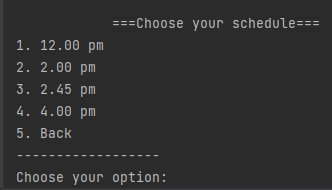 ===Choose your schedule===
1. 12.00 pm
2. 2.00 pm
3. 2.45 pm
4. 4.00 pm
5. Back
------------------
Choose your option: